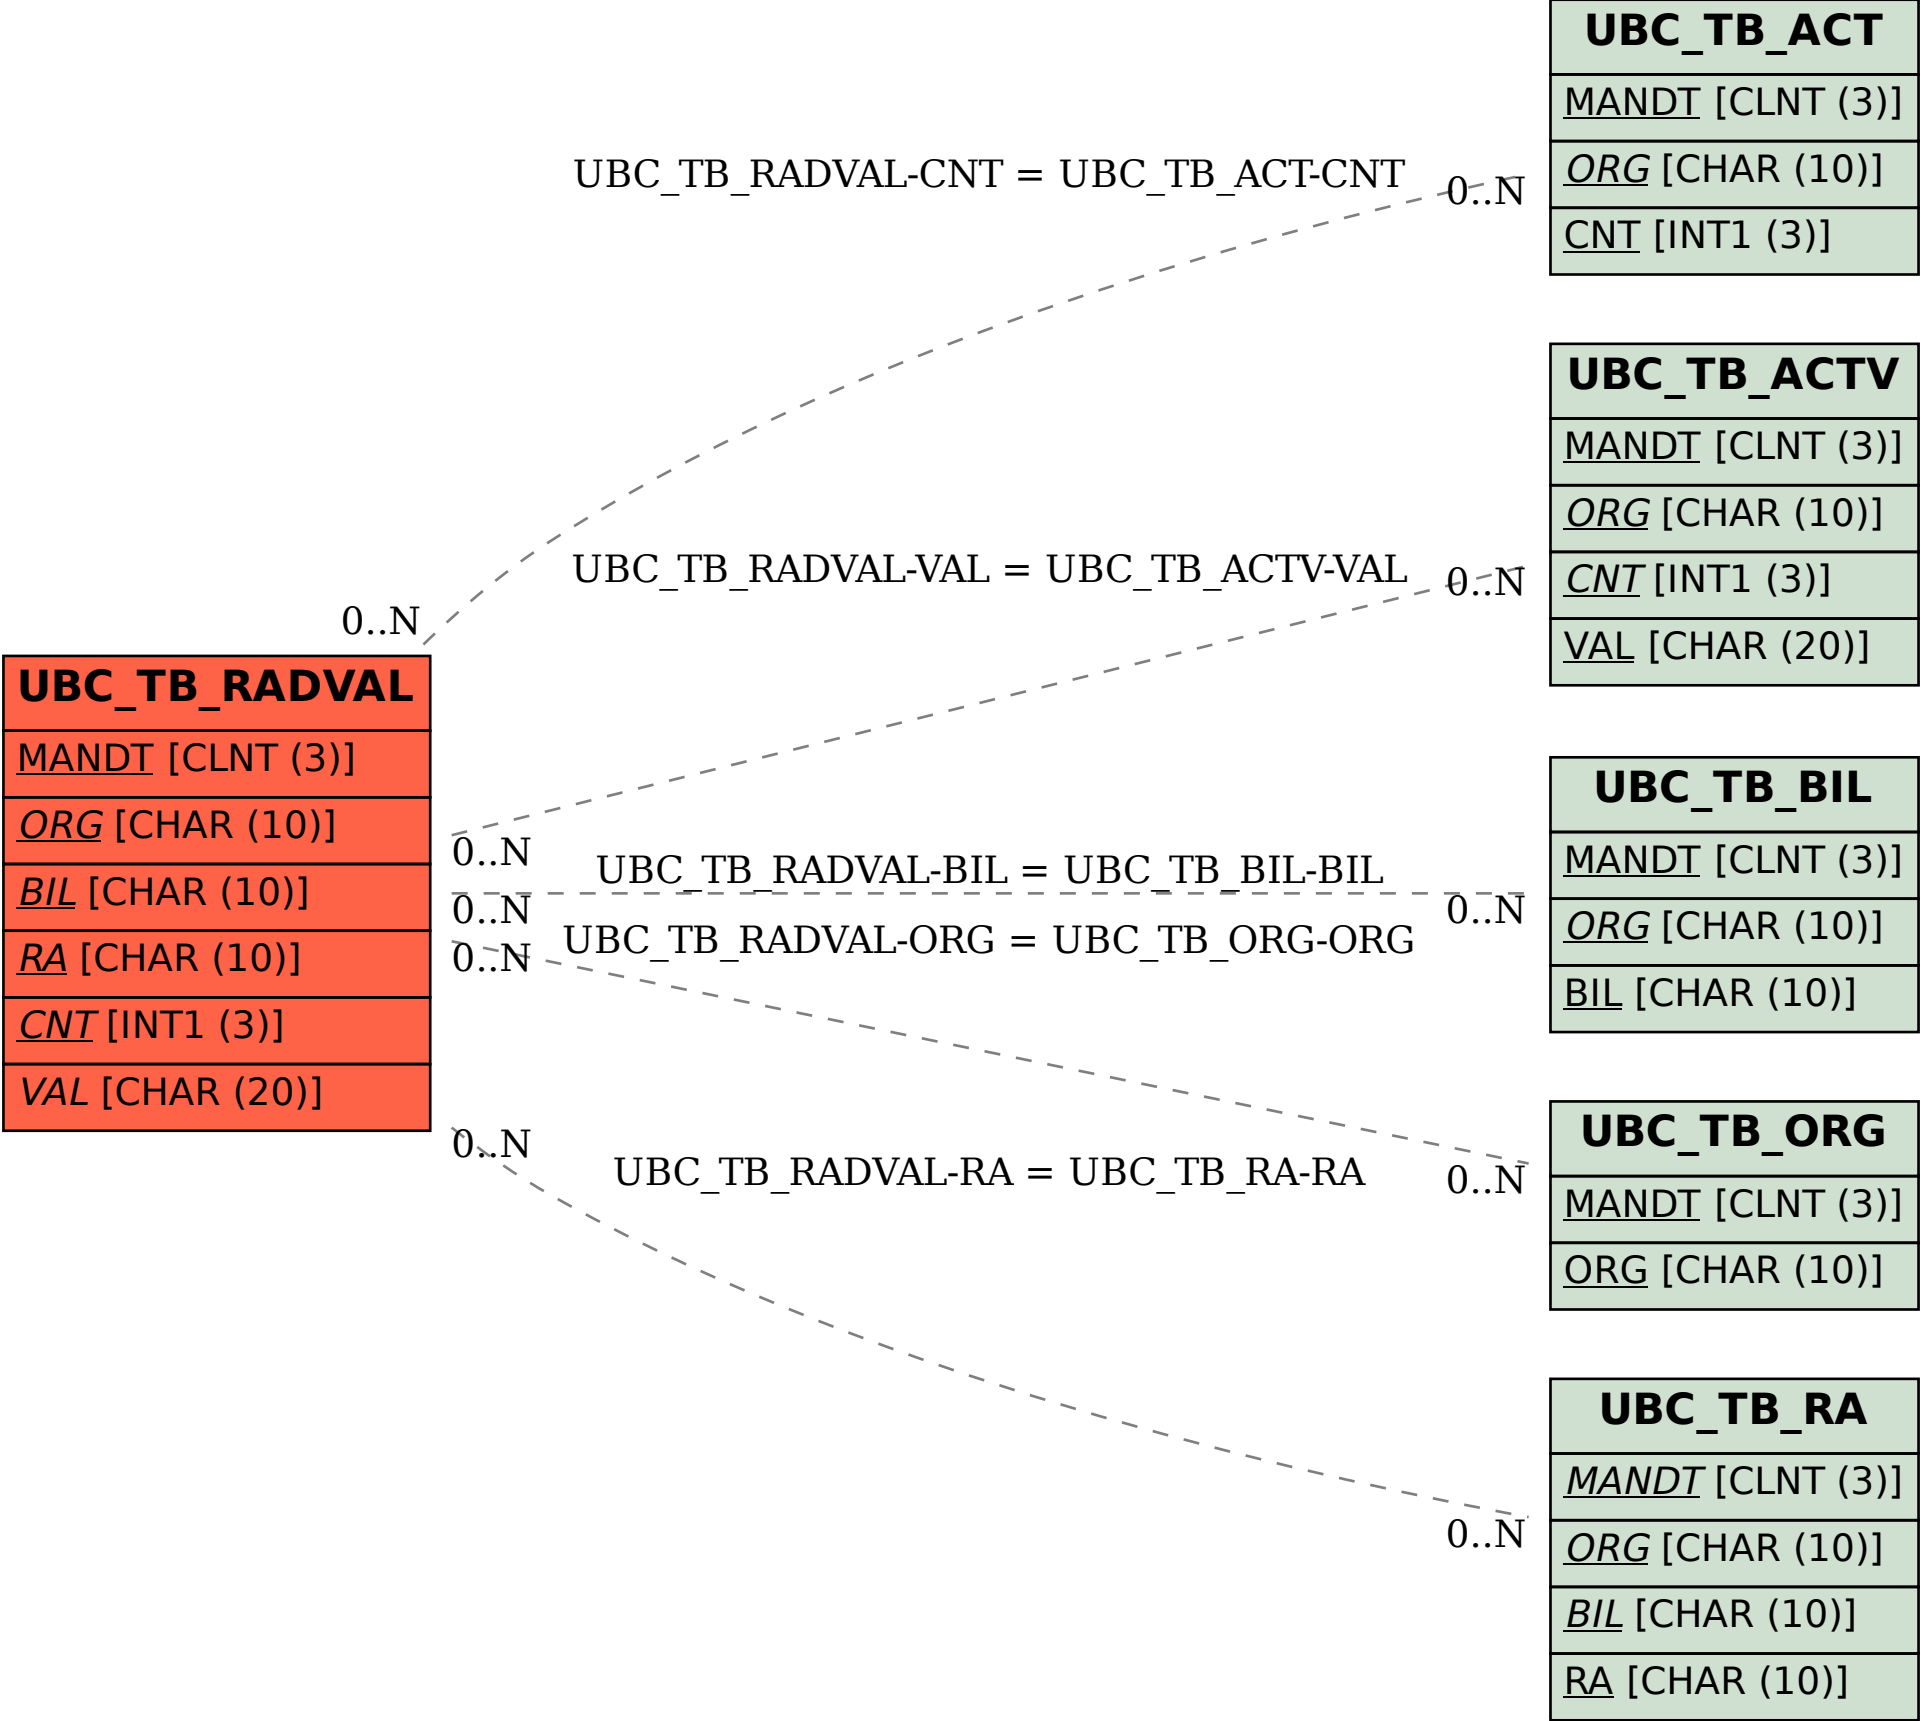 UBC_TB_ACT
MANDT [CLNT (3)]
ORG [CHAR (10)]
CNT [INT1 (3)]
UBC_TB_RADVAL-CNT = UBC_TB_ACT-CNT
0..N
0..N
UBC_TB_ACTV
MANDT [CLNT (3)]
ORG [CHAR (10)]
CNT [INT1 (3)]
VAL [CHAR (20)]
UBC_TB_RADVAL-VAL = UBC_TB_ACTV-VAL
0..N
0..N
UBC_TB_RADVAL
MANDT [CLNT (3)]
ORG [CHAR (10)]
BIL [CHAR (10)]
RA [CHAR (10)]
CNT [INT1 (3)]
VAL [CHAR (20)]
UBC_TB_BIL
MANDT [CLNT (3)]
ORG [CHAR (10)]
BIL [CHAR (10)]
UBC_TB_RADVAL-BIL = UBC_TB_BIL-BIL
0..N
0..N
UBC_TB_RADVAL-ORG = UBC_TB_ORG-ORG
0..N
0..N
UBC_TB_ORG
MANDT [CLNT (3)]
ORG [CHAR (10)]
UBC_TB_RADVAL-RA = UBC_TB_RA-RA
0..N
0..N
UBC_TB_RA
MANDT [CLNT (3)]
ORG [CHAR (10)]
BIL [CHAR (10)]
RA [CHAR (10)]